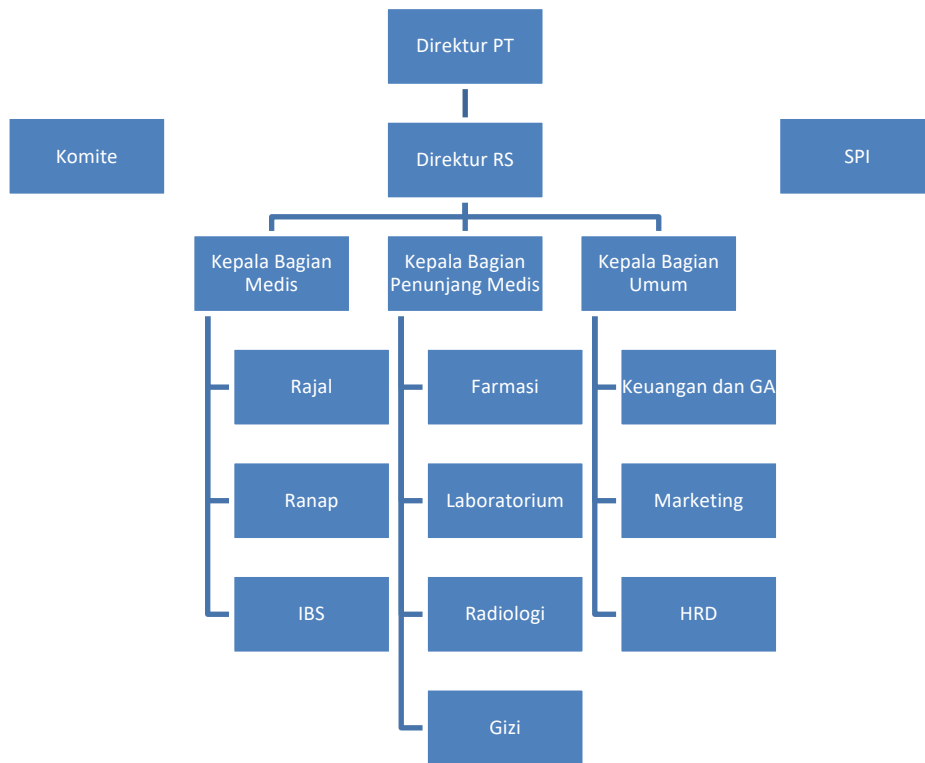 Direktur PT
Komite
Direktur RS
SPI
Kepala Bagian
Medis
Kepala Bagian
Penunjang Medis
Kepala Bagian
Umum
Rajal
Farmasi
Keuangan dan GA
Ranap
Laboratorium
Marketing
IBS
Radiologi
HRD
Gizi